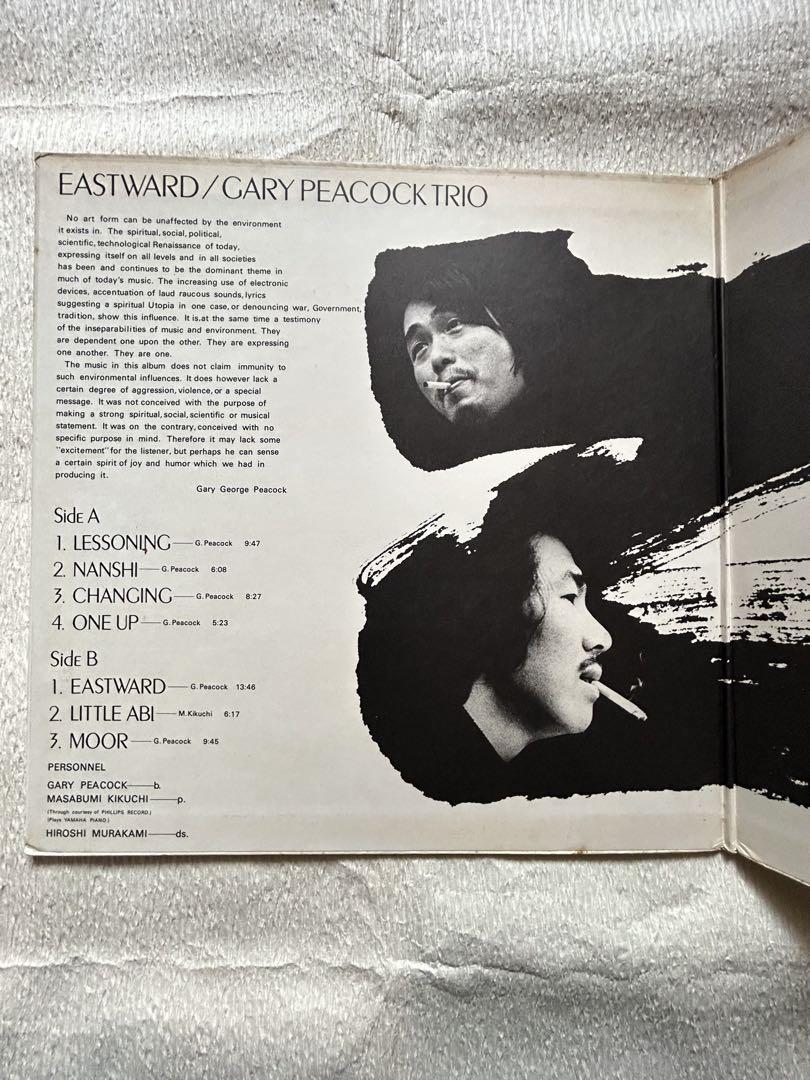 EASTWARD/GARY PEACOCK TRIO
No art form can be unaffected by the environment
it exists in. The spiritual, social, political,
scientific, technological Renaissance of today,
expressing itself on all levels and in all societies
has been and continues to be the dominant theme in
much of today's music. The increasing use of electronic
devices, accentuation of laud raucous sounds, lyrics
suggesting a spiritual Utopia in one case, or denouncing war, Government,
tradition, show this influence. It is, at the same time a testimony
of the inseparabilities of music and environment. They
are dependent one upon the other. They are expressing
one another. They are one.
The music in this album does not claim immunity to
such environmental influences. It does however lack a
certain degree of aggression, violence, or a special
message. It was not conceived with the purpose of
making a strong spiritual, social, scientific or musical
statement. It was on the contrary, conceived with no
specific purpose in mind. Therefore it may lack some
"excitement" for the listener, but perhaps he can sense
a certain spirit of joy and humor which we had in
producing it.
Gary George Peacock
Side A
1. LESSONING—G. Peacock 9:47
2. NANSHI—G. Peacock 6:08
3. CHANGING—G. Peacock 8:27
4. ONE UP—G. Peacock 5:23
Side B
1. EASTWARD—G. Peacock 13:46
2. LITTLE ABI—M. Kikuchi 6:17
3. MOOR—G. Peacock 9:45
PERSONNEL
GARY PEACOCK—b.
MASABUMI KIKUCHI—p.
(Through courtesy of PHILLIPS RECORD.)
(Plays YAMAHA PIANO.)
HIROSHI MURAKAMI—ds.